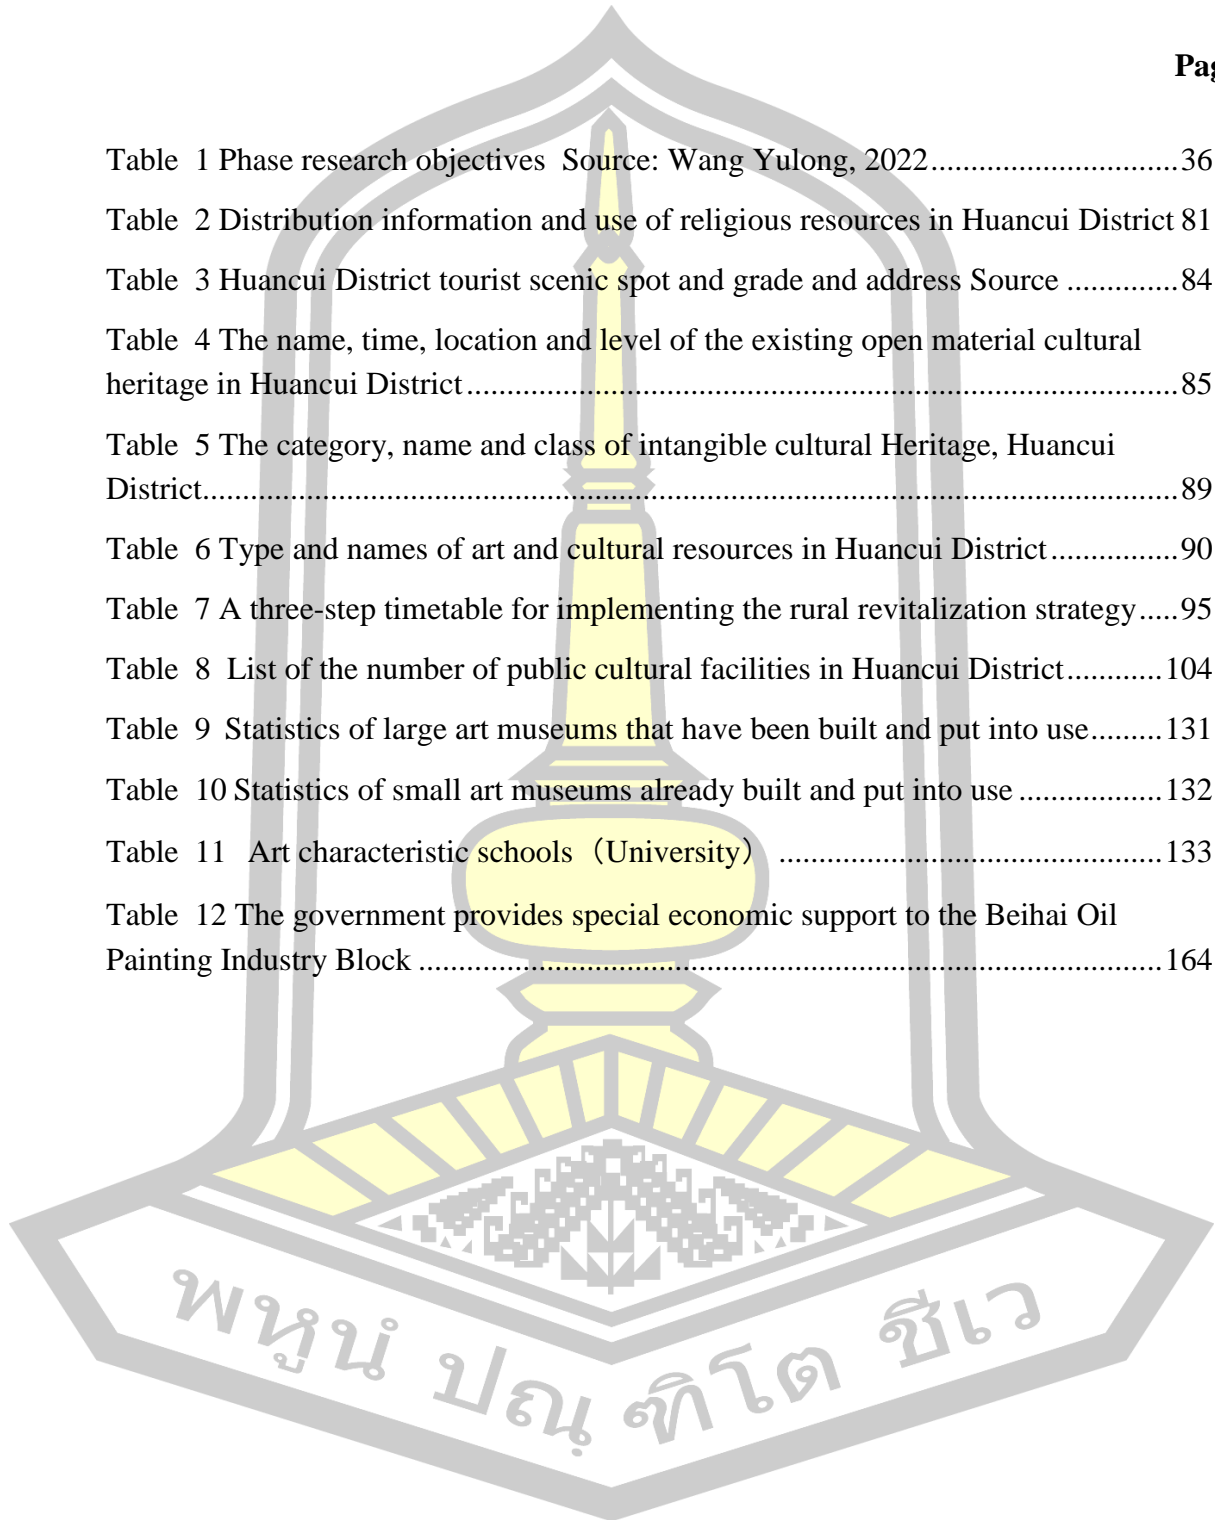 Pag
Table 1 Phase research objectives Source: Wang Yulong, 2022..............................36
Table 2 Distribution information and use of religious resources in Huancui District 81
Table 3 Huancui District tourist scenic spot and grade and address Source ..............84
Table 4 The name, time, location and level of the existing open material cultural
heritage in Huancui District.......................................................................................85
Table 5 The category, name and class of intangible cultural Heritage, Huancui
District.......................................................................................................................89
Table 6 Type and names of art and cultural resources in Huancui District................90
Table 7 A three-step timetable for implementing the rural revitalization strategy.....95
Table 8 List of the number of public cultural facilities in Huancui District............104
Table 9 Statistics of large art museums that have been built and put into use.........131
Table 10 Statistics of small art museums already built and put into use .................132
Table 11 Art characteristic schools（University） ...............................................133
Table 12 The government provides special economic support to the Beihai Oil
Painting Industry Block ...........................................................................................164
พหูนํ ปณฺฑิโต ชีเว